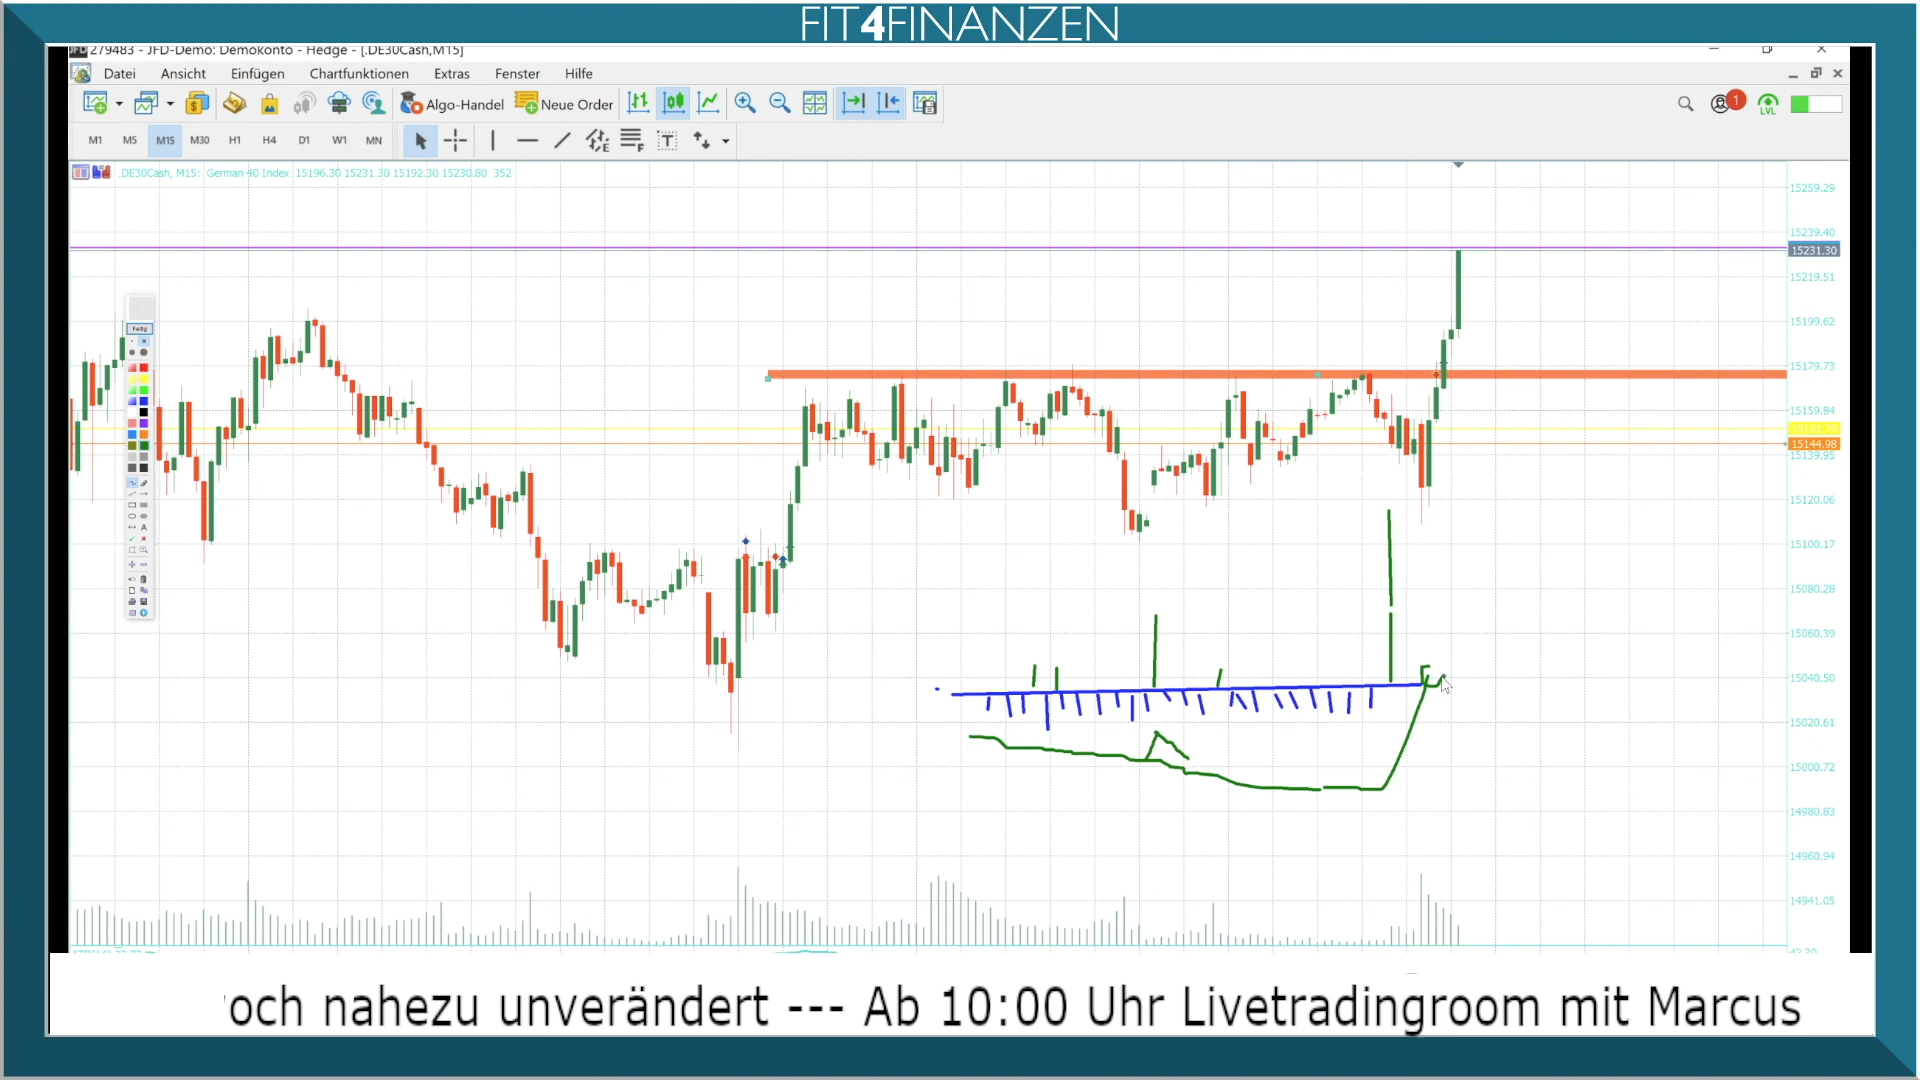 FIT4FINANZEN
279483 - JFD-Demo: Demokonto - Hedge - [.DE30Cash,M15]
Datei Ansicht Einfügen Chartfunktionen Extras Fenster Hilfe
Algo-Handel Neue Order
1
LVL
M1 M5 M15 M30 H1 H4 D1 W1 MN
E F T
.DE30Cash, M15: German 40 Index 15196.30 15231.30 15192.30 15230.80 352
15259.29
15239.40
15231.30
15219.51
15199.62
Fertig
15179.73
15159.84
15144.98
15139.95
15120.06
15100.17
15080.28
15060.39
15040.50
15020.61
15000.72
14980.83
14960.94
14941.05
och nahezu unverändert --- Ab 10:00 Uhr Livetradingroom mit Marcus